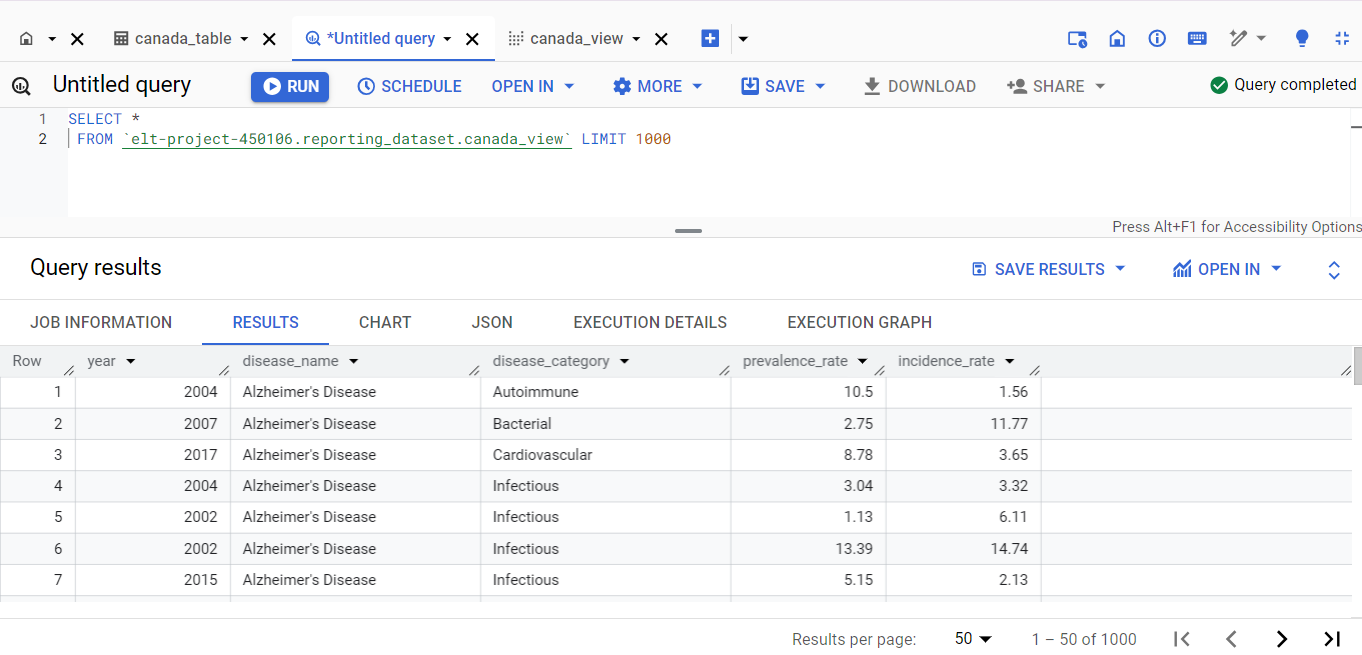 canada_table *Untitled query canada_view
Untitled query RUN SCHEDULE OPEN IN MORE SAVE DOWNLOAD SHARE Query completed
1 SELECT *
2 FROM `elt-project-450106.reporting_dataset.canada_view` LIMIT 1000
Press Alt+F1 for Accessibility Options
Query results SAVE RESULTS OPEN IN
JOB INFORMATION RESULTS CHART JSON EXECUTION DETAILS EXECUTION GRAPH
Row year disease_name disease_category prevalence_rate incidence_rate
1 2004 Alzheimer's Disease Autoimmune 10.5 1.56
2 2007 Alzheimer's Disease Bacterial 2.75 11.77
3 2017 Alzheimer's Disease Cardiovascular 8.78 3.65
4 2004 Alzheimer's Disease Infectious 3.04 3.32
5 2002 Alzheimer's Disease Infectious 1.13 6.11
6 2002 Alzheimer's Disease Infectious 13.39 14.74
7 2015 Alzheimer's Disease Infectious 5.15 2.13
Results per page: 50 1 – 50 of 1000